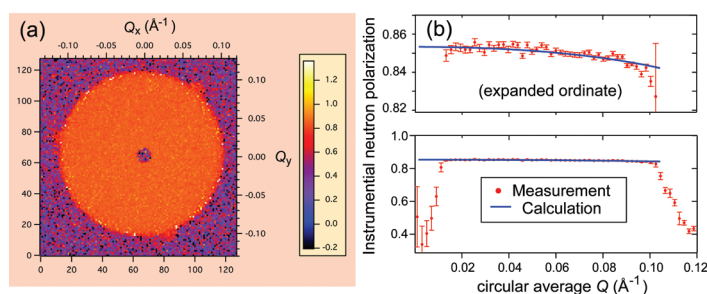 (a)
Qx (Å-1)
-0.10 -0.05 0.00 0.05 0.10
120
100
80
60
40
20
0
0 20 40 60 80 100 120
0.10
0.05
0.00
-0.05
-0.10
Qy
1.2
1.0
0.8
0.6
0.4
0.2
0.0
-0.2
(b)
Instrumential neutron polarization
0.86
0.84
0.82
(expanded ordinate)
1.0
0.8
0.6
0.4
Measurement
Calculation
0.02 0.04 0.06 0.08 0.10 0.12
circular average Q (Å-1)